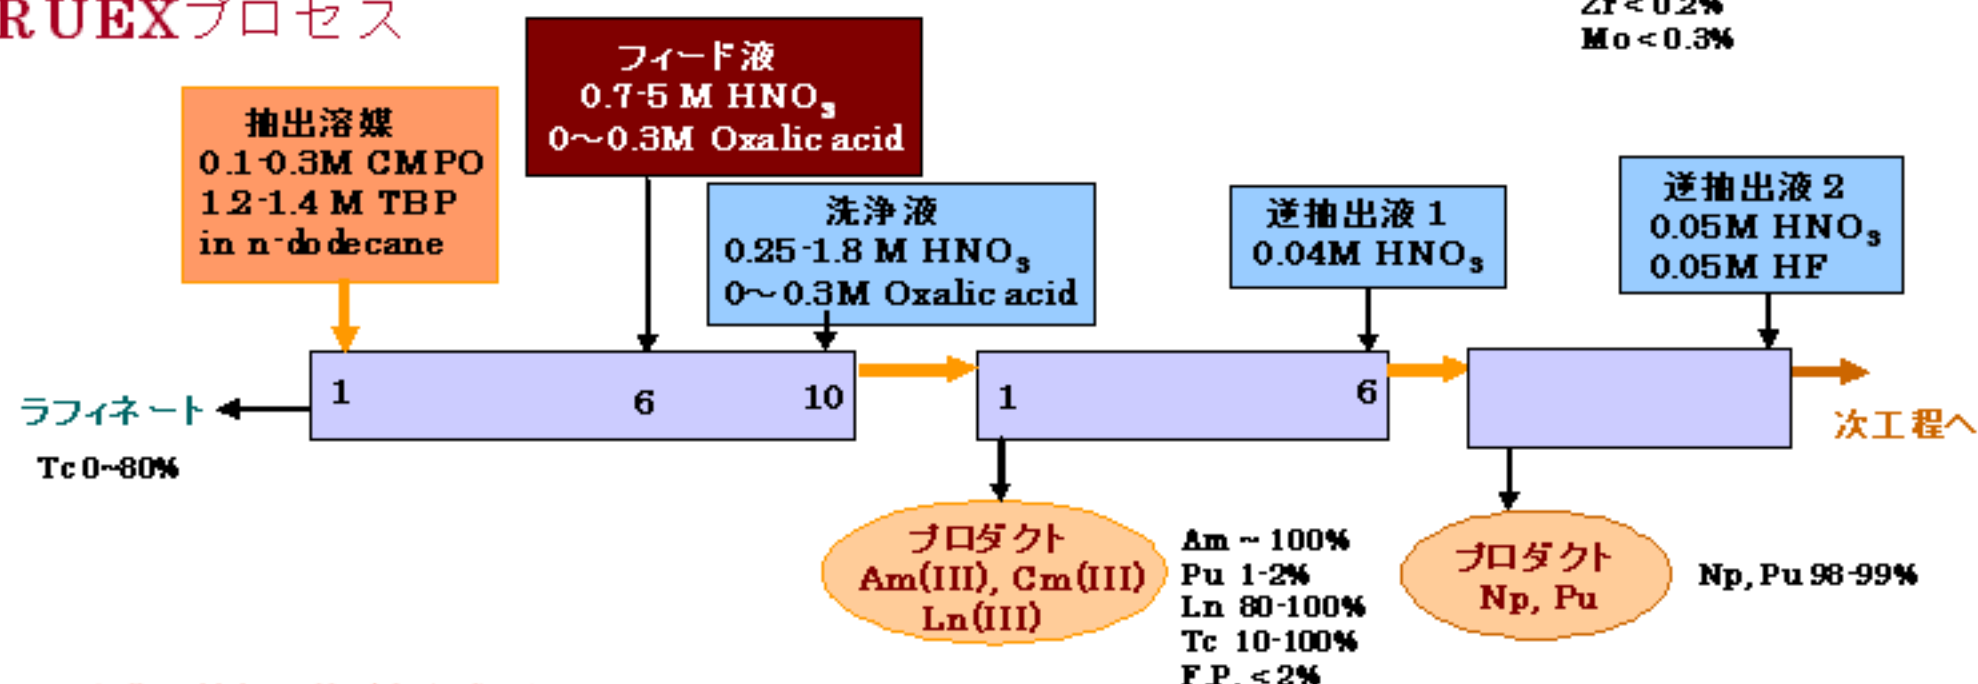 RUEXプロセス
Zr < 0.2%
Mo < 0.3%
フィード液
0.7-5 M HNO₃
0～0.3M Oxalic acid
抽出溶媒
0.1-0.3M CMPO
1.2-1.4 M TBP
in n-dodecane
洗浄液
0.25-1.8 M HNO₃
0～0.3M Oxalic acid
逆抽出液 1
0.04M HNO₃
逆抽出液 2
0.05M HNO₃
0.05M HF
1
6
10
1
6
ラフィネート
次工程へ
Tc 0~80%
プロダクト
Am(III), Cm(III)
Ln(III)
Am ~ 100%
Pu 1-2%
Ln 80-100%
Tc 10-100%
F.P. < 2%
プロダクト
Np, Pu
Np, Pu 98-99%